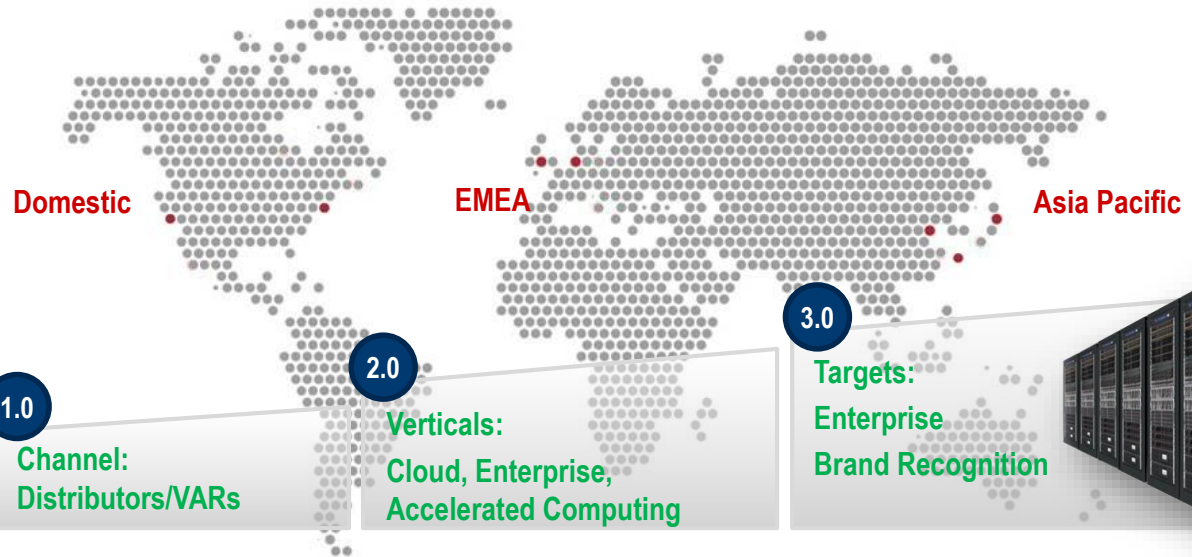 Domestic
EMEA
Asia Pacific
1.0
Channel:
Distributors/VARs
2.0
Verticals:
Cloud, Enterprise,
Accelerated Computing
3.0
Targets:
Enterprise
Brand Recognition